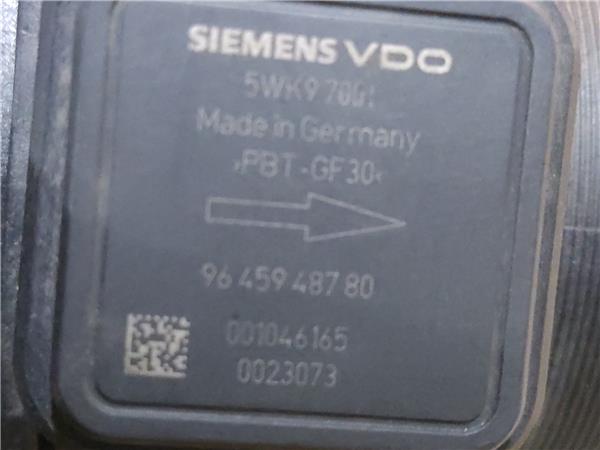 SIEMENS VDO
5WK9 7001
Made in Germany
›PBT-GF30‹
96 459 487 80
001046165
0023073